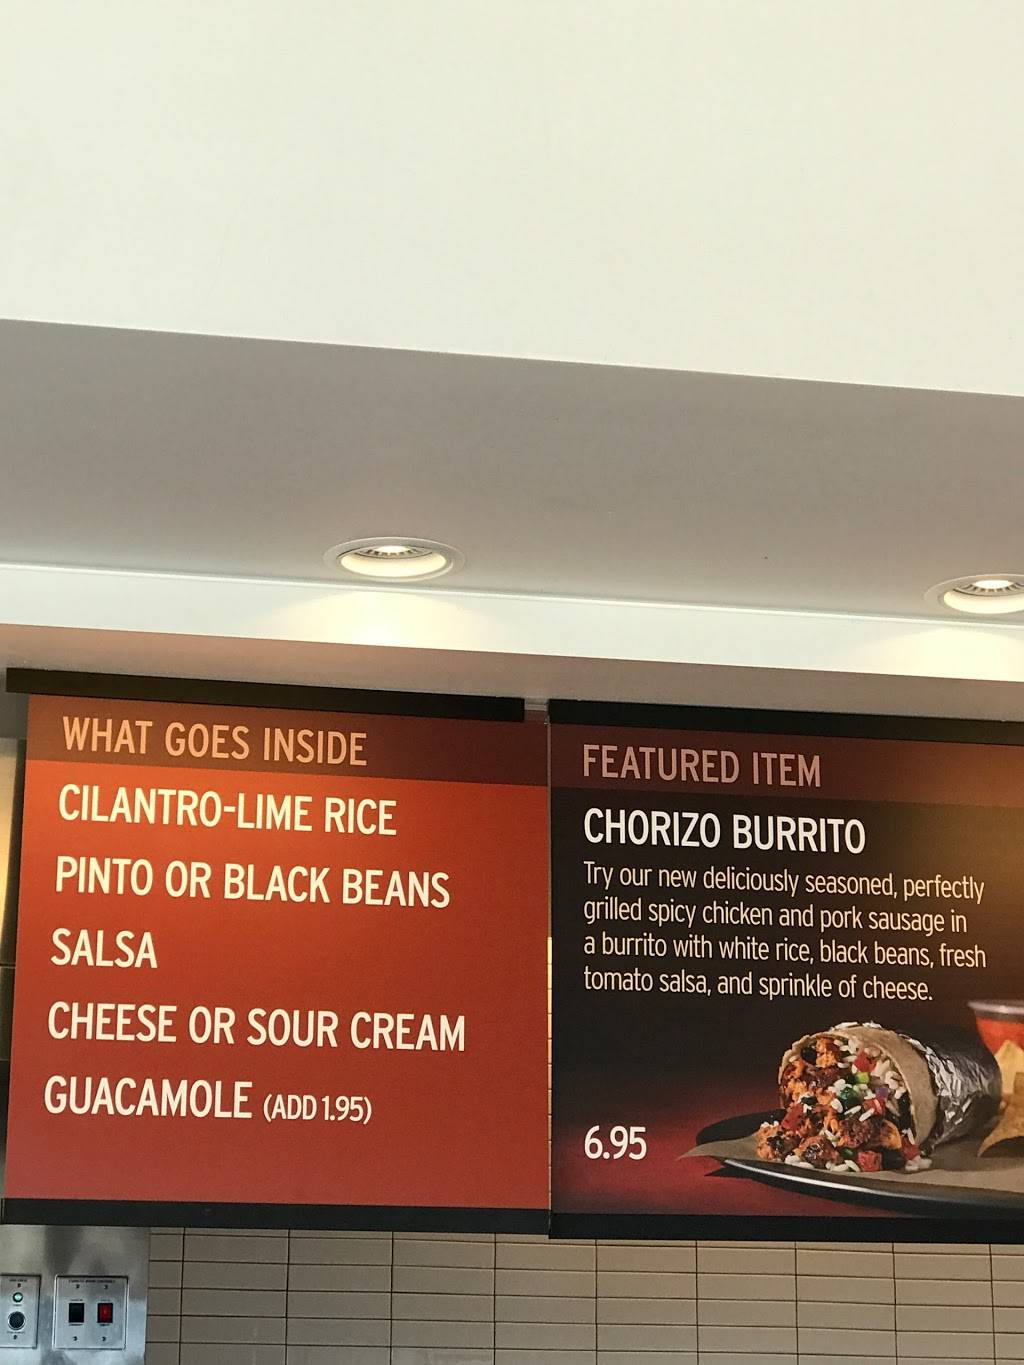 WHAT GOES INSIDE
CILANTRO-LIME RICE
PINTO OR BLACK BEANS
SALSA
CHEESE OR SOUR CREAM
GUACAMOLE (ADD 1.95)
FEATURED ITEM
CHORIZO BURRITO
Try our new deliciously seasoned, perfectly
grilled spicy chicken and pork sausage in
a burrito with white rice, black beans, fresh
tomato salsa, and sprinkle of cheese.
6.95